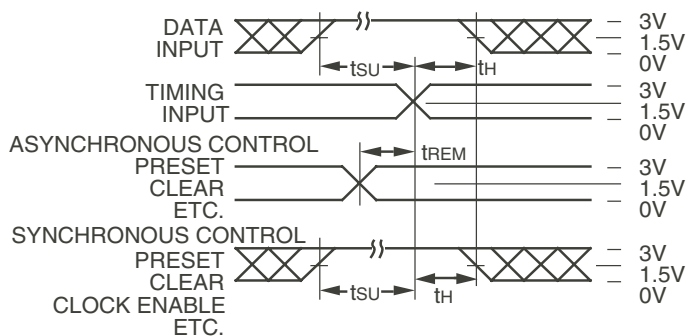 DATA
INPUT
tSU
tH
3V
1.5V
0V
TIMING
INPUT
3V
1.5V
0V
ASYNCHRONOUS CONTROL
PRESET
CLEAR
ETC.
tREM
3V
1.5V
0V
SYNCHRONOUS CONTROL
PRESET
CLEAR
CLOCK ENABLE
ETC.
tSU
tH
3V
1.5V
0V